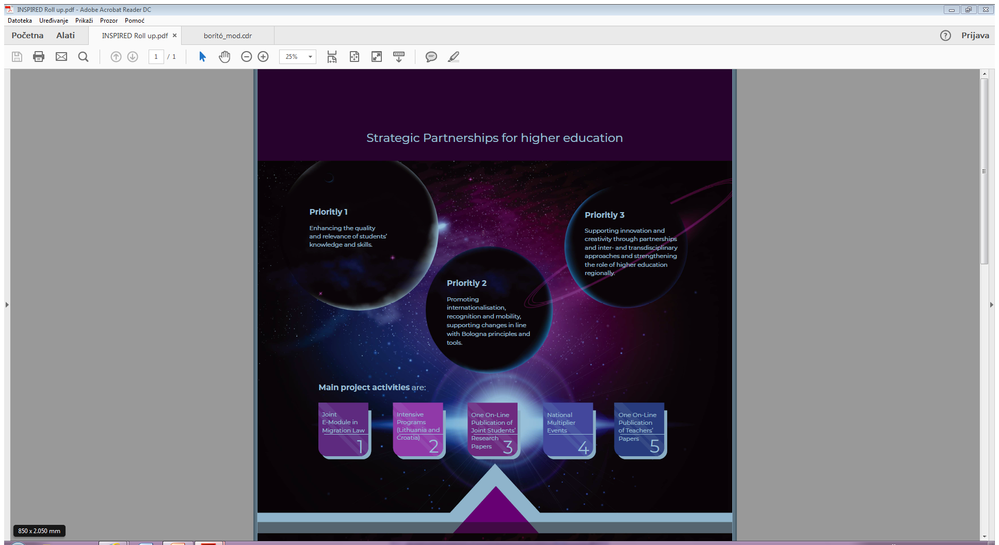 INSPIRED Roll up.pdf - Adobe Acrobat Reader DC
Datoteka Uređivanje Prikaži Prozor Pomoć
Početna Alati INSPIRED Roll up.pdf × borító_mod.cdr ? Prijava
1 / 1 25%
Strategic Partnerships for higher education
Prioritiy 1
Enhancing the quality
and relevance of students’
knowledge and skills.
Prioritiy 3
Supporting innovation and
creativity through partnerships
and inter- and transdisciplinary
approaches and strengthening
the role of higher education
regionally.
Prioritiy 2
Promoting
internationalisation,
recognition and mobility,
supporting changes in line
with Bologna principles and
tools.
Main project activities are:
Joint
E-Module in
Migration Law
1
Intensive
Programs
(Lithuania and
Croatia)
2
One On-Line
Publication of
Joint Students’
Research
Papers
3
National
Multiplier
Events
4
One On-Line
Publication
of Teachers’
Papers
5
850 x 2.050 mm